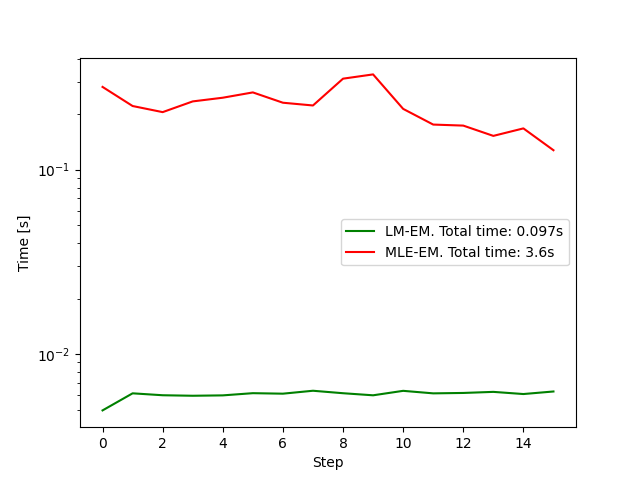 10⁻¹
10⁻²
Time [s]
LM-EM. Total time: 0.097s
MLE-EM. Total time: 3.6s
0 2 4 6 8 10 12 14
Step